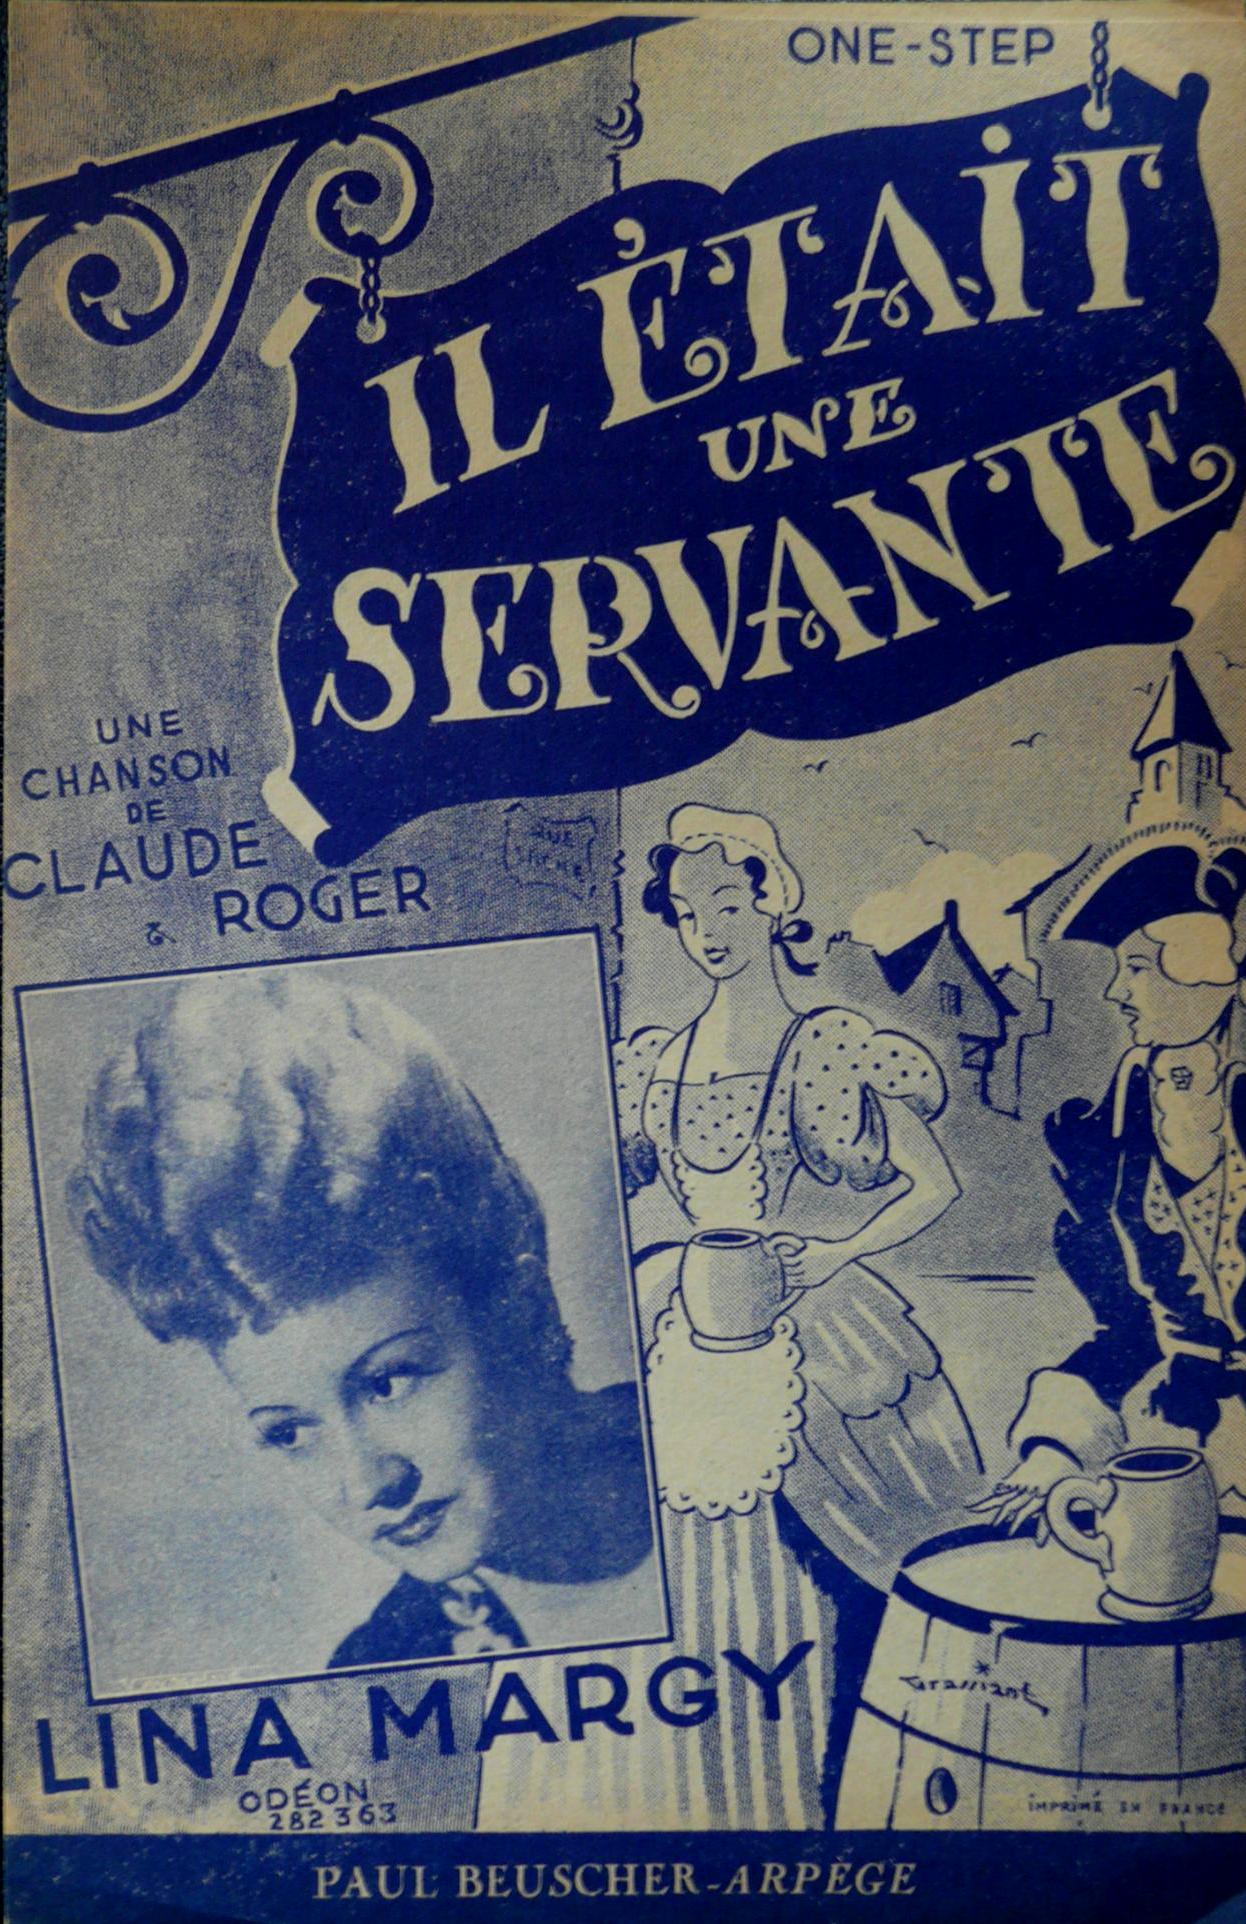 ONE-STEP
IL ÉTAIT
UNE
SERVANTE
UNE
CHANSON
DE
CLAUDE
& ROGER
RUE
LINA MARGY
ODÉON
282 363
IMPRIMÉ EN FRANCE
PAUL BEUSCHER-ARPÈGE